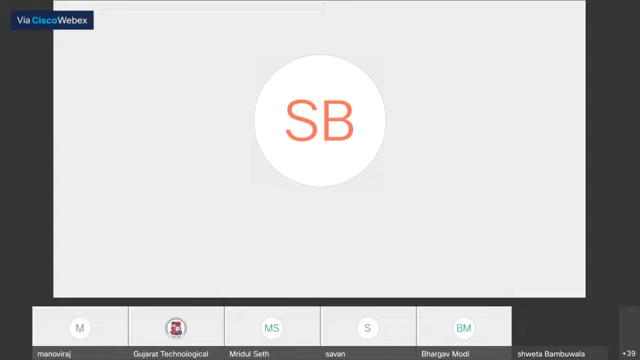 Via CiscoWebex
SB
M
MS
S
BM
manoviraj
Gujarat Technological
Mridul Seth
savan
Bhargav Modi
shweta Bambuwala
+39